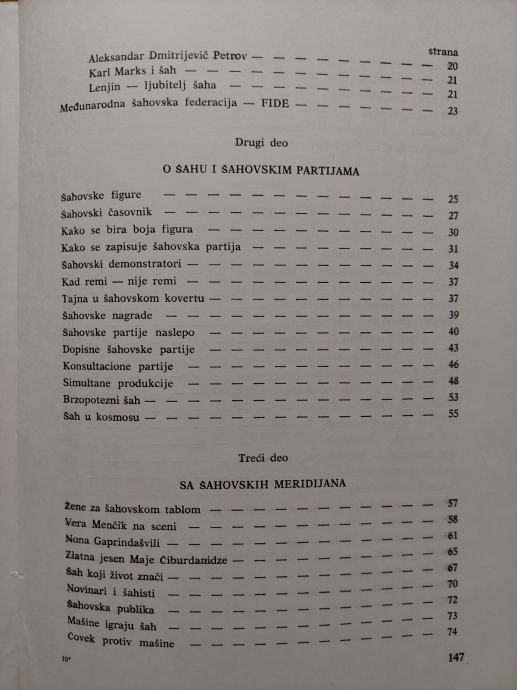 strana
Aleksandar Dmitrijevič Petrov — — — — — — — — 20
Karl Marks i šah — — — — — — — — — — — 21
Lenjin — ljubitelj šaha — — — — — — — — — 21
Međunarodna šahovska federacija — FIDE — — — — — — 23
Drugi deo
O ŠAHU I ŠAHOVSKIM PARTIJAMA
Šahovske figure — — — — — — — — — — — — 25
Šahovski časovnik — — — — — — — — — — — — 27
Kako se bira boja figura — — — — — — — — — — 30
Kako se zapisuje šahovska partija — — — — — — — — 31
Šahovski demonstratori — — — — — — — — — — — 34
Kad remi — nije remi — — — — — — — — — — — 37
Tajna u šahovskom kovertu — — — — — — — — — — 37
Šahovske nagrade — — — — — — — — — — — — 39
Šahovske partije naslepo — — — — — — — — — — 40
Dopisne šahovske partije — — — — — — — — — — 43
Konsultacione partije — — — — — — — — — — — 46
Simultane produkcije — — — — — — — — — — — 48
Brzopotezni šah — — — — — — — — — — — — — 53
Šah u kosmosu — — — — — — — — — — — — — 55
Treći deo
SA ŠAHOVSKIH MERIDIJANA
Žene za šahovskom tablom — — — — — — — — — — 57
Vera Menčik na sceni — — — — — — — — — — — 58
Nona Gaprindašvili — — — — — — — — — — — — 61
Zlatna jesen Maje Čiburdanidze — — — — — — — — — 65
Šah koji život znači — — — — — — — — — — — — 67
Novinari i šahisti — — — — — — — — — — — — 70
Šahovska publika — — — — — — — — — — — — 72
Mašine igraju šah — — — — — — — — — — — — 73
Čovek protiv mašine — — — — — — — — — — — 74
10*
147